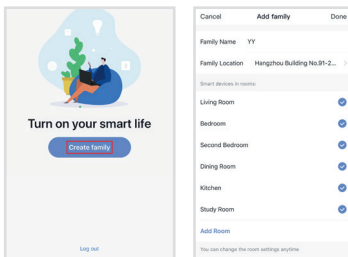 Turn on your smart life
Create family
Log out
Cancel Add family Done
Family Name YY
Family Location Hangzhou Building No.91-2... >
Smart devices in rooms:
Living Room
Bedroom
Second Bedroom
Dining Room
Kitchen
Study Room
Add Room
You can change the room settings anytime